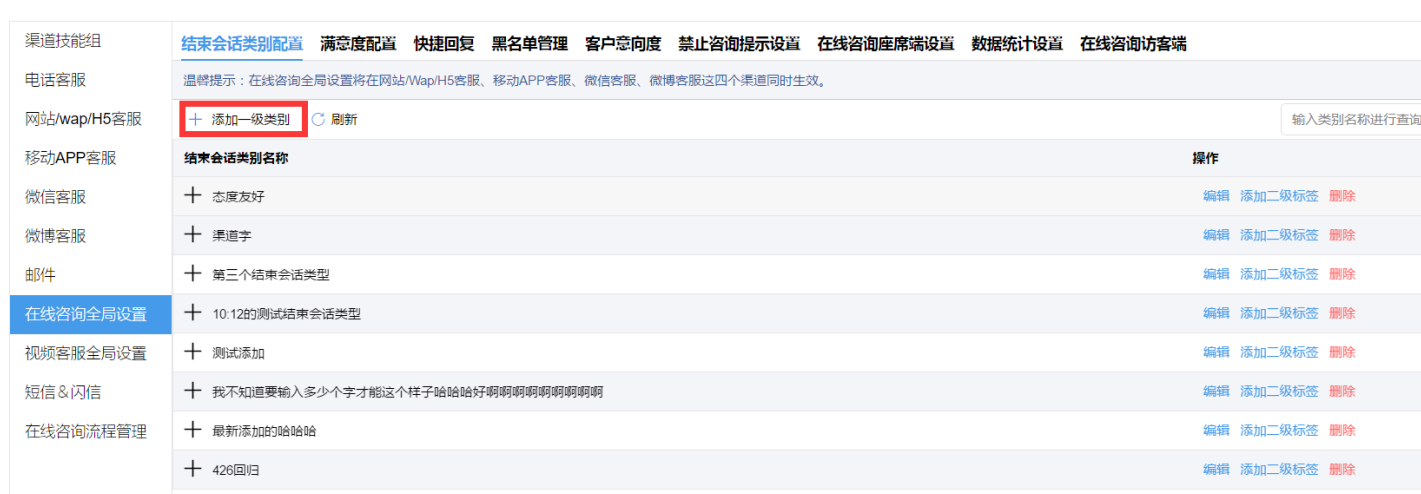 渠道技能组
电话客服
网站/wap/H5客服
移动APP客服
微信客服
微博客服
邮件
在线咨询全局设置
视频客服全局设置
短信&闪信
在线咨询流程管理
结束会话类别配置 满意度配置 快捷回复 黑名单管理 客户意向度 禁止咨询提示设置 在线咨询座席端设置 数据统计设置 在线咨询访客端
温馨提示：在线咨询全局设置将在网站/Wap/H5客服、移动APP客服、微信客服、微博客服这四个渠道同时生效。
添加一级类别 刷新 输入类别名称进行查询
结束会话类别名称 操作
态度友好 编辑 添加二级标签 删除
渠道字 编辑 添加二级标签 删除
第三个结束会话类型 编辑 添加二级标签 删除
10:12的测试结束会话类型 编辑 添加二级标签 删除
测试添加 编辑 添加二级标签 删除
我不知道要输入多少个字才能这个样子哈哈哈好啊啊啊啊啊啊啊啊啊 编辑 添加二级标签 删除
最新添加的哈哈哈 编辑 添加二级标签 删除
426回归 编辑 添加二级标签 删除